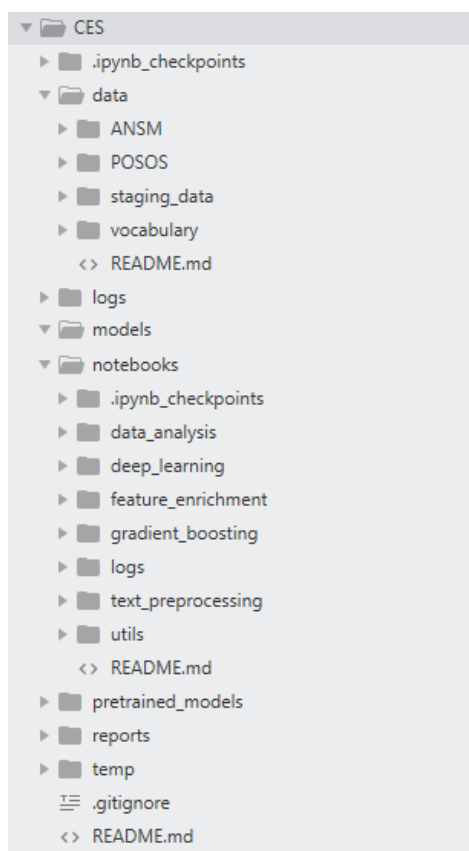 CES
.ipynb_checkpoints
data
ANSM
POSOS
staging_data
vocabulary
README.md
logs
models
notebooks
.ipynb_checkpoints
data_analysis
deep_learning
feature_enrichment
gradient_boosting
logs
text_preprocessing
utils
README.md
pretrained_models
reports
temp
.gitignore
README.md